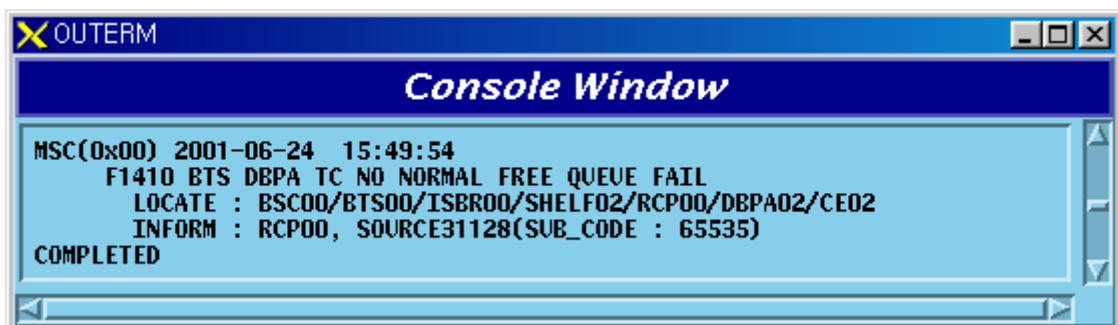 OUTERM
Console Window
MSC(0x00) 2001-06-24 15:49:54
F1410 BTS DBPA TC NO NORMAL FREE QUEUE FAIL
LOCATE : BSC00/BTS00/ISBR00/SHELF02/RCP00/DBPA02/CE02
INFORM : RCP00, SOURCE31128(SUB_CODE : 65535)
COMPLETED